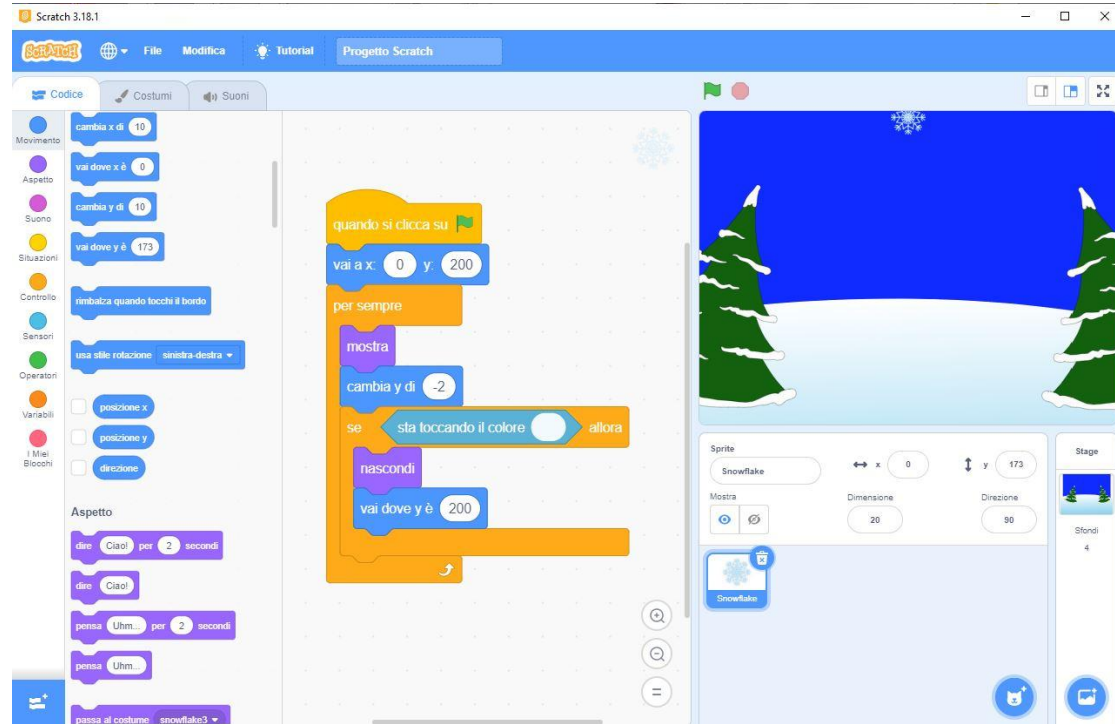 Scratch 3.18.1
SCRATCH File Modifica Tutorial Progetto Scratch
Codice Costumi Suoni
Movimento
Aspetto
Suono
Situazioni
Controllo
Sensori
Operatori
Variabili
I Miei
Blocchi
cambia x di 10
vai dove x è 0
cambia y di 10
vai dove y è 173
rimbalza quando tocchi il bordo
usa stile rotazione sinistra-destra
posizione x
posizione y
direzione
Aspetto
dire Ciao! per 2 secondi
dire Ciao!
pensa Uhm... per 2 secondi
pensa Uhm...
passa al costume snowflake3
quando si clicca su
vai a x: 0 y: 200
per sempre
mostra
cambia y di -2
se sta toccando il colore allora
nascondi
vai dove y è 200
Sprite
Snowflake x 0 y 173
Mostra Dimensione Direzione
20 90
Snowflake
Stage
Sfondi
4